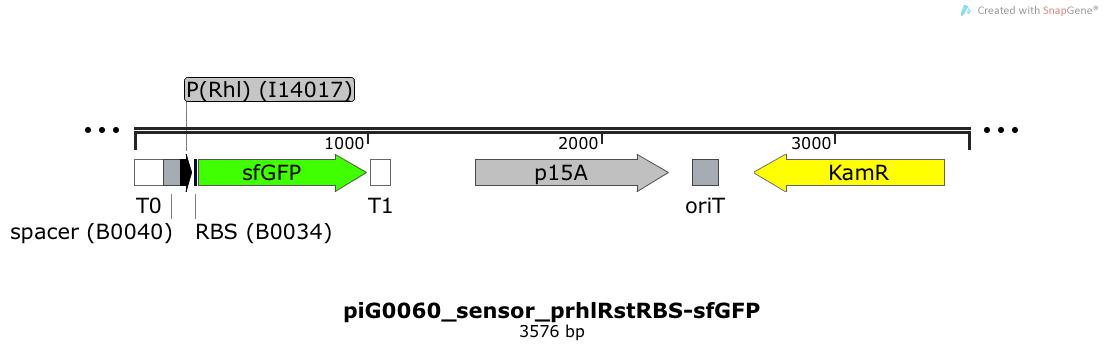 Created with SnapGene®
P(Rhl) (I14017)
1000 2000 3000
sfGFP p15A KamR
T0 T1 oriT
spacer (B0040) RBS (B0034)
piG0060_sensor_prhlRstRBS-sfGFP
3576 bp